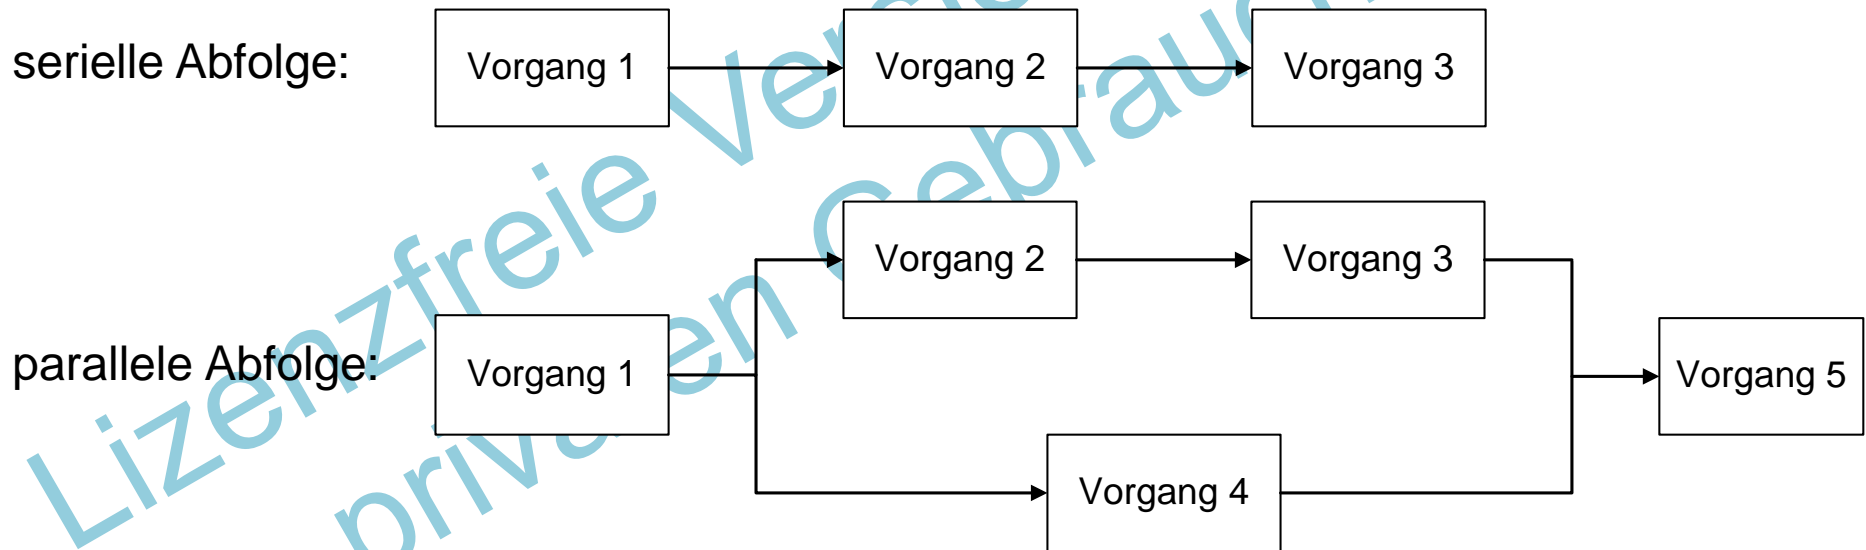 serielle Abfolge:
Vorgang 1
Vorgang 2
Vorgang 3
parallele Abfolge:
Vorgang 1
Vorgang 2
Vorgang 3
Vorgang 4
Vorgang 5
Lizenzfreie